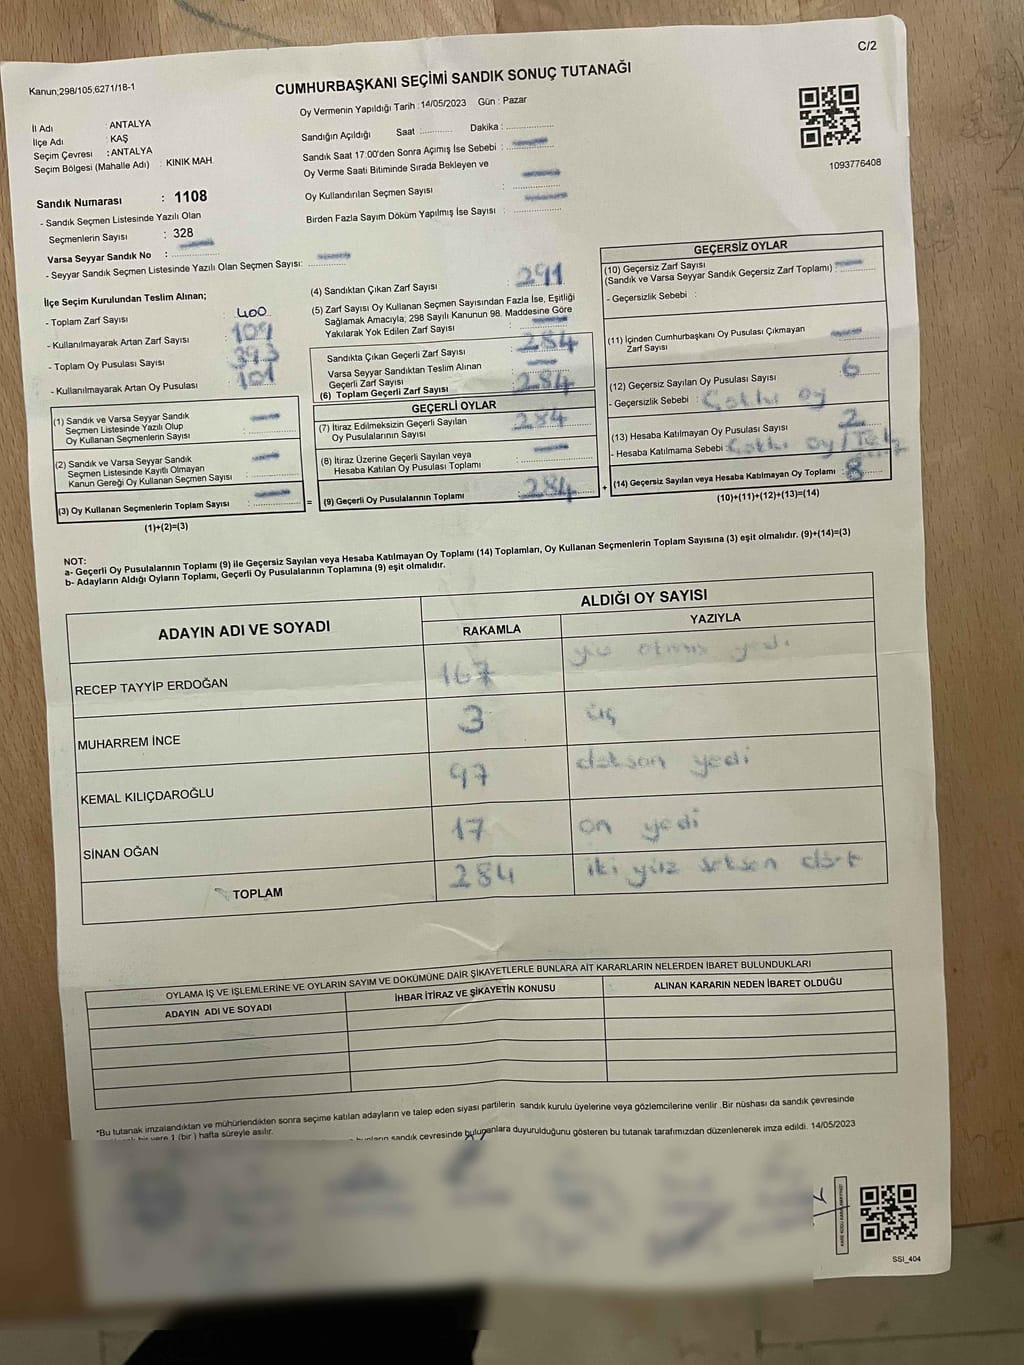 C/2
Kanun;298/105,6271/18-1
CUMHURBAŞKANI SEÇİMİ SANDIK SONUÇ TUTANAĞI
Oy Vermenin Yapıldığı Tarih : 14/05/2023 Gün : Pazar
İl Adı : ANTALYA
İlçe Adı : KAŞ
Seçim Çevresi : ANTALYA
Seçim Bölgesi (Mahalle Adı) : KINIK MAH.
Sandığın Açıldığı Saat :............ Dakika :................
Sandık Saat 17:00'den Sonra Açımış İse Sebebi :
Oy Verme Saati Bitiminde Sırada Bekleyen ve
Oy Kullandırılan Seçmen Sayısı :
Birden Fazla Sayım Döküm Yapılmış İse Sayısı :
1093776408
Sandık Numarası : 1108
- Sandık Seçmen Listesinde Yazılı Olan
Seçmenlerin Sayısı : 328
Varsa Seyyar Sandık No :
- Seyyar Sandık Seçmen Listesinde Yazılı Olan Seçmen Sayısı:
İlçe Seçim Kurulundan Teslim Alınan;
- Toplam Zarf Sayısı : 400
- Kullanılmayarak Artan Zarf Sayısı : 109
- Toplam Oy Pusulası Sayısı : 393
- Kullanılmayarak Artan Oy Pusulası : 101
(1) Sandık ve Varsa Seyyar Sandık
Seçmen Listesinde Yazılı Olup
Oy Kullanan Seçmenlerin Sayısı :
(2) Sandık ve Varsa Seyyar Sandık
Seçmen Listesinde Kayıtlı Olmayan
Kanun Gereği Oy Kullanan Seçmen Sayısı :
(3) Oy Kullanan Seçmenlerin Toplam Sayısı : =
(1)+(2)=(3)
(4) Sandıktan Çıkan Zarf Sayısı : 291
(5) Zarf Sayısı Oy Kullanan Seçmen Sayısından Fazla İse, Eşitliği
Sağlamak Amacıyla, 298 Sayılı Kanunun 98. Maddesine Göre
Yakılarak Yok Edilen Zarf Sayısı :
Sandıkta Çıkan Geçerli Zarf Sayısı : 284
Varsa Seyyar Sandıktan Teslim Alınan
Geçerli Zarf Sayısı :
(6) Toplam Geçerli Zarf Sayısı : 284
GEÇERLİ OYLAR
(7) İtiraz Edilmeksizin Geçerli Sayılan
Oy Pusulalarının Sayısı : 284
(8) İtiraz Üzerine Geçerli Sayılan veya
Hesaba Katılan Oy Pusulası Toplamı :
(9) Geçerli Oy Pusulalarının Toplamı : 284 +
GEÇERSİZ OYLAR
(10) Geçersiz Zarf Sayısı
(Sandık ve Varsa Seyyar Sandık Geçersiz Zarf Toplamı) :
- Geçersizlik Sebebi :
(11) İçinden Cumhurbaşkanı Oy Pusulası Çıkmayan
Zarf Sayısı :
(12) Geçersiz Sayılan Oy Pusulası Sayısı : 6
- Geçersizlik Sebebi : oy
(13) Hesaba Katılmayan Oy Pusulası Sayısı : 2
- Hesaba Katılmama Sebebi : oy /
(14) Geçersiz Sayılan veya Hesaba Katılmayan Oy Toplamı : 8
(10)+(11)+(12)+(13)=(14)
NOT:
a- Geçerli Oy Pusulalarının Toplamı (9) ile Geçersiz Sayılan veya Hesaba Katılmayan Oy Toplamı (14) Toplamları, Oy Kullanan Seçmenlerin Toplam Sayısına (3) eşit olmalıdır. (9)+(14)=(3)
b- Adayların Aldığı Oyların Toplamı, Geçerli Oy Pusulalarının Toplamına (9) eşit olmalıdır.
ADAYIN ADI VE SOYADI ALDIĞI OY SAYISI
RAKAMLA YAZIYLA
RECEP TAYYİP ERDOĞAN 167 yedi
MUHARREM İNCE 3 üç
KEMAL KILIÇDAROĞLU 97 doksan yedi
SİNAN OĞAN 17 on yedi
TOPLAM 284 iki yüz seksen dört
OYLAMA İŞ VE İŞLEMLERİNE VE OYLARIN SAYIM VE DÖKÜMÜNE DAİR ŞİKAYETLERLE BUNLARA AİT KARARLARIN NELERDEN İBARET BULUNDUKLARI
ADAYIN ADI VE SOYADI İHBAR İTİRAZ VE ŞİKAYETİN KONUSU ALINAN KARARIN NEDEN İBARET OLDUĞU
*Bu tutanak imzalandıktan ve mühürlendikten sonra seçime katılan adayların ve talep eden siyasi partilerin sandık kurulu üyelerine veya gözlemcilerine verilir .Bir nüshası da sandık çevresinde
yere 1 (bir ) hafta süreyle asılır.
sandık çevresinde bulunanlara duyurulduğunu gösteren bu tutanak tarafımızdan düzenlenerek imza edildi. 14/05/2023
SSI_404